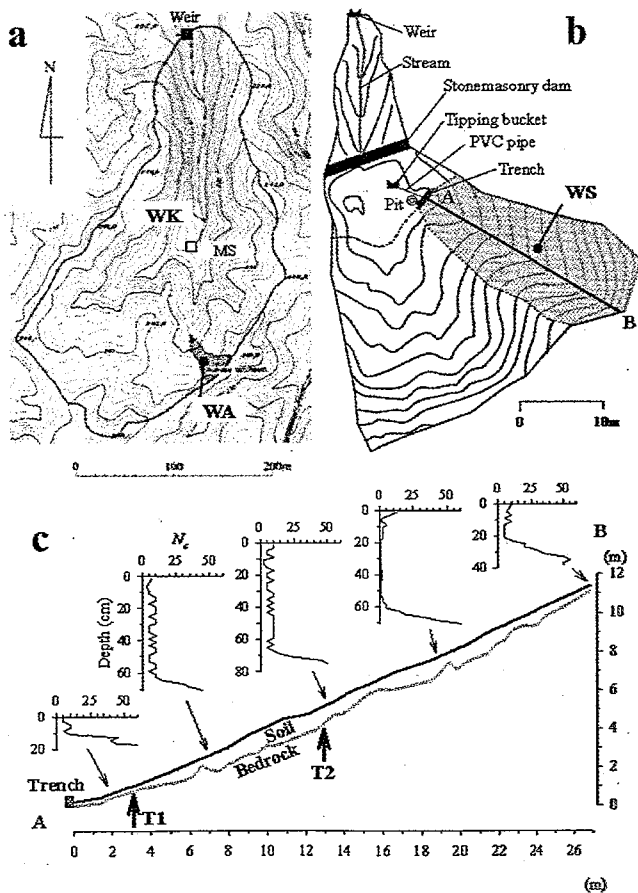 a
Weir
N
WK
MS
WA
0 100 200m
b
Weir
Stream
Stonemasonry dam
Tipping bucket
PVC pipe
Trench
Pit
A
WS
B
0 10m
c
N_c
0 25 50
0
20
40
60
Depth (cm)
0 25 50
0
20
40
60
80
0 25 50
0
20
40
60
0 25 50
0
20
40
0 25 50
0
20
B
(m)
12
10
8
6
4
2
0
Soil
Bedrock
Trench
A
T1
T2
0 2 4 6 8 10 12 14 16 18 20 22 24 26
(m)